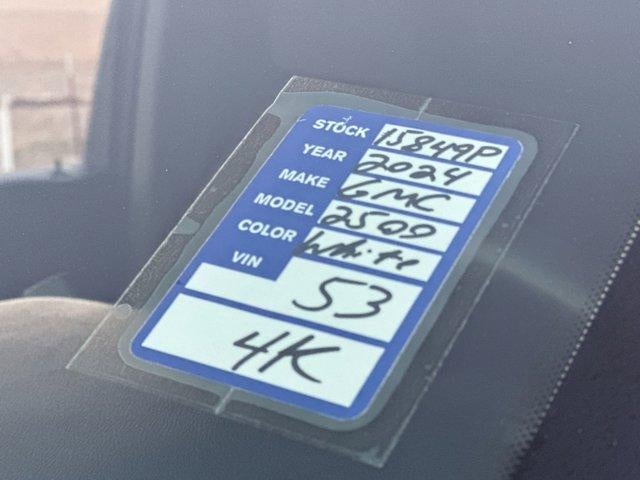 STOCK 15849P
YEAR 2024
MAKE GMC
MODEL 2500
COLOR White
VIN
53
4K